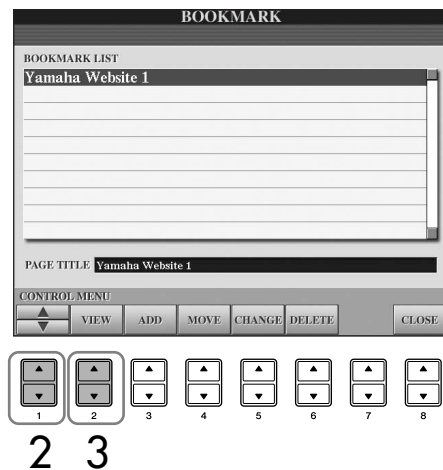 BOOKMARK
BOOKMARK LIST
Yamaha Website 1
PAGE TITLE Yamaha Website 1
CONTROL MENU
VIEW ADD MOVE CHANGE DELETE CLOSE
1 2 3 4 5 6 7 8
2 3